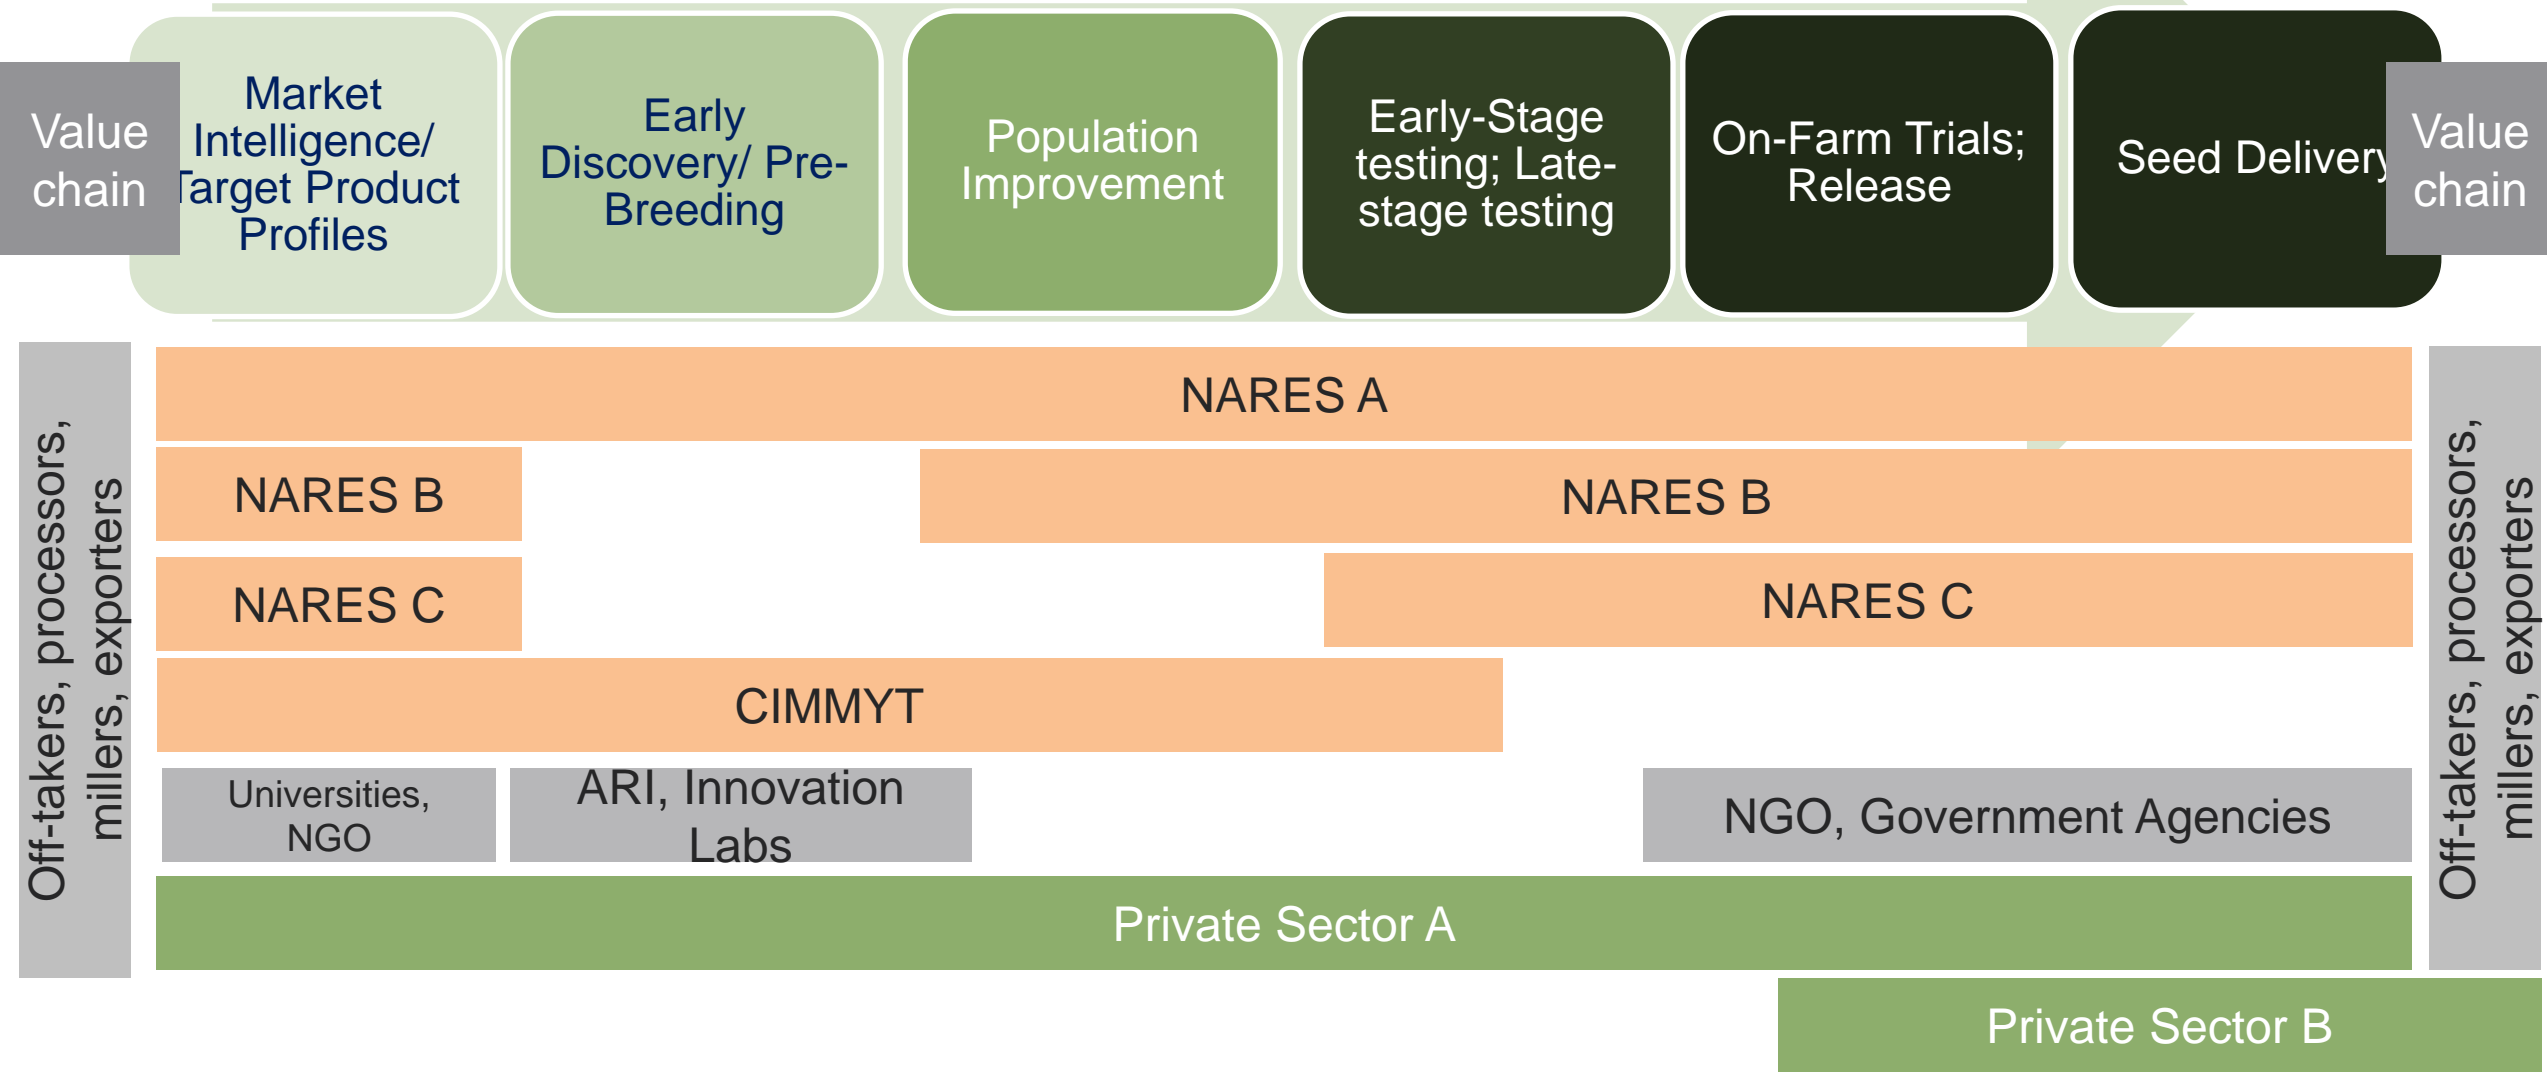 Value
chain
Market
Intelligence/
Target Product
Profiles
Early
Discovery/ Pre-
Breeding
Population
Improvement
Early-Stage
testing; Late-
stage testing
On-Farm Trials;
Release
Seed Delivery
Value
chain
Off-takers, processors,
millers, exporters
NARES A
NARES B
NARES B
NARES C
NARES C
CIMMYT
Universities,
NGO
ARI, Innovation
Labs
NGO, Government Agencies
Private Sector A
Private Sector B
Off-takers, processors,
millers, exporters